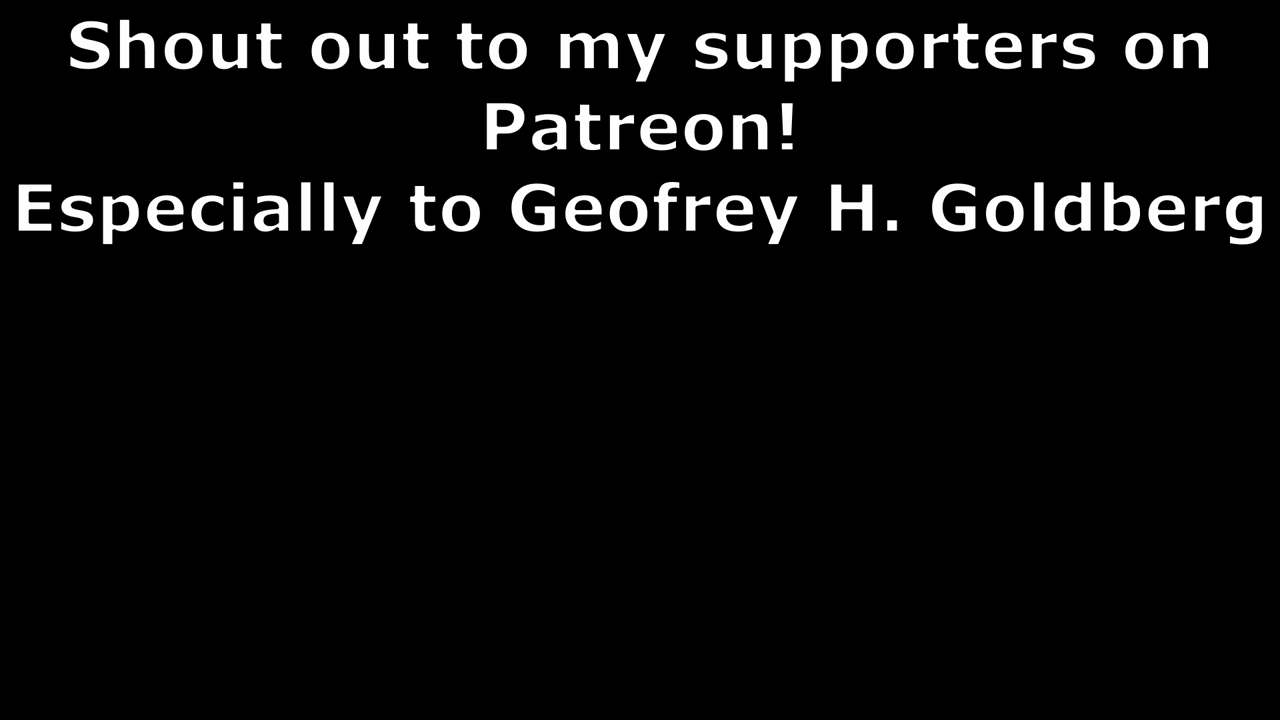 Shout out to my supporters on
Patreon!
Especially to Geofrey H. Goldberg